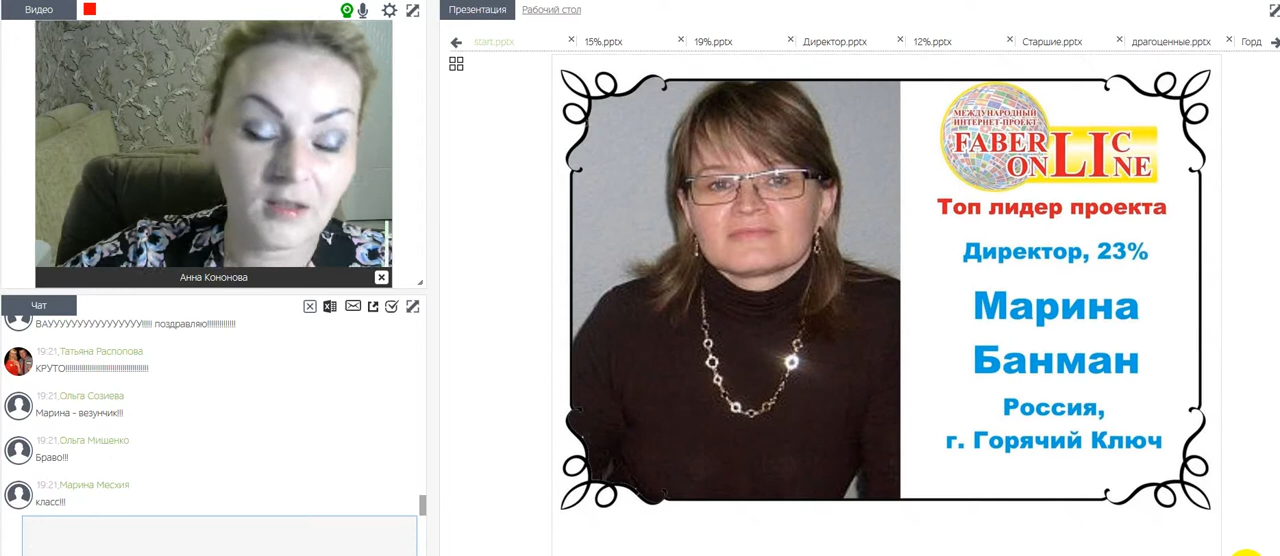 Видео
Анна Кононова
Чат
ВАУУУУУУУУУУУУУУУУ!!!!! поздравляю!!!!!!!!!!!!!!
19:21,Татьяна Распопова
КРУТО!!!!!!!!!!!!!!!!!!!!!!!!!!!!!!!!!!!!!!!!!
19:21,Ольга Созиева
Марина - везунчик!!!
19:21,Ольга Мищенко
Браво!!!
19:21,Марина Месхия
класс!!!
Презентация
Рабочий стол
start.pptx
15%.pptx
19%.pptx
Директор.pptx
12%.pptx
Старшие.pptx
драгоценные.pptx
Горд
МЕЖДУНАРОДНЫЙ
ИНТЕРНЕТ-ПРОЕКТ
FABERLIC
ONLINE
Топ лидер проекта
Директор, 23%
Марина
Банман
Россия,
г. Горячий Ключ